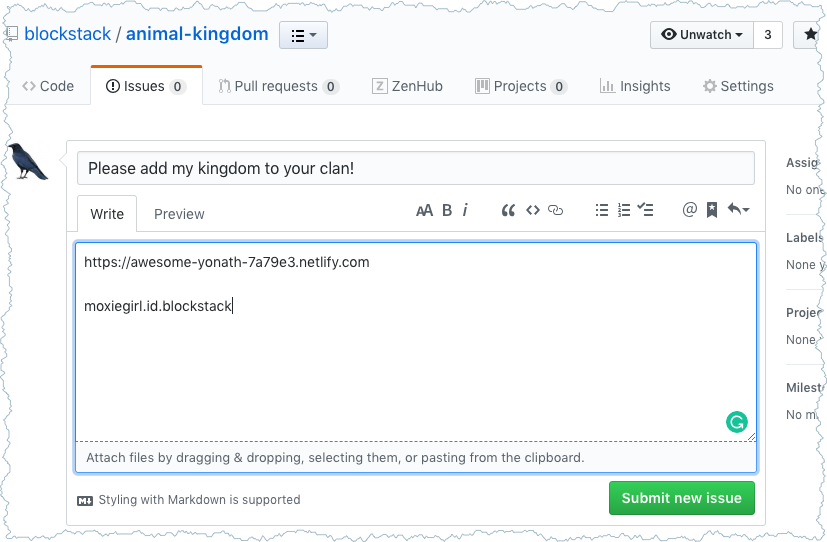 blockstack / animal-kingdom
Unwatch 3
Code Issues 0 Pull requests 0 ZenHub Projects 0 Insights Settings
Please add my kingdom to your clan!
Write Preview
AA B i
https://awesome-yonath-7a79e3.netlify.com
moxiegirl.id.blockstack
Attach files by dragging & dropping, selecting them, or pasting from the clipboard.
Styling with Markdown is supported
Submit new issue
Assig
No one
Labels
None y
Projec
None
Milest
No m